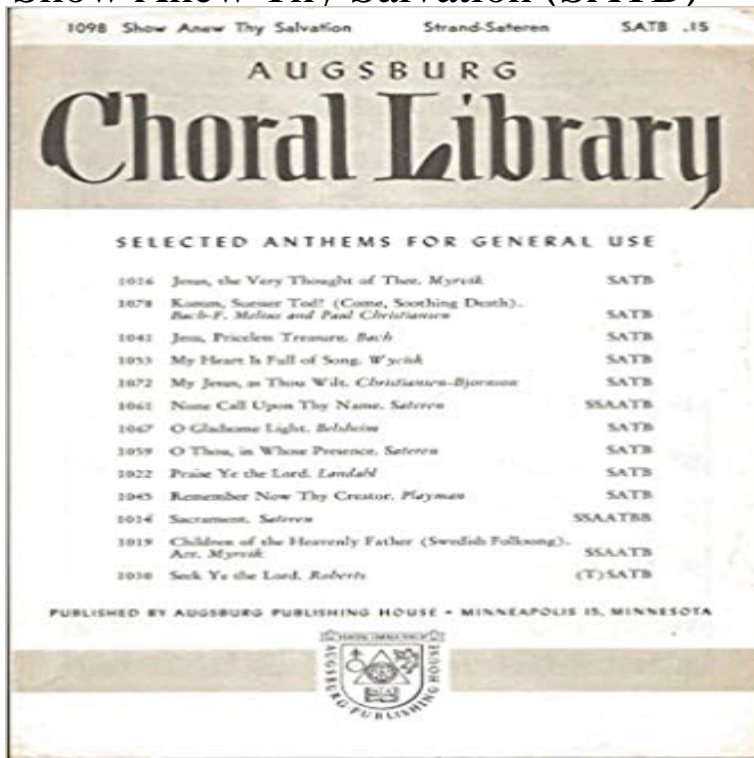 Show Anew Thy Salvation (SATB)
1098 Show Anew Thy Salvation Strand-Sateren SATB .15
AUGSBURG
Choral Library
SELECTED ANTHEMS FOR GENERAL USE
1016 Jesus, the Very Thought of Thee. Myrvik SATB
1078 Komm, Suesser Tod! (Come, Soothing Death).
Bach-F. Melius and Paul Christiansen SATB
1041 Jesu, Priceless Treasure. Bach SATB
1053 My Heart Is Full of Song. Wycisk SATB
1072 My Jesus, as Thou Wilt. Christiansen-Bjornson SATB
1061 None Call Upon Thy Name. Sateren SSAATB
1067 O Gladsome Light. Belsheim SATB
1059 O Thou, in Whose Presence. Sateren SATB
1022 Praise Ye the Lord. Landahl SATB
1045 Remember Now Thy Creator. Playman SATB
1014 Sacrament. Sateren SSAATBB
1019 Children of the Heavenly Father (Swedish Folksong).
Arr. Myrvik SSAATB
1030 Seek Ye the Lord. Roberts (T)SATB
PUBLISHED BY AUGSBURG PUBLISHING HOUSE • MINNEAPOLIS 15, MINNESOTA
AUGSBURG PUBLISHING HOUSE